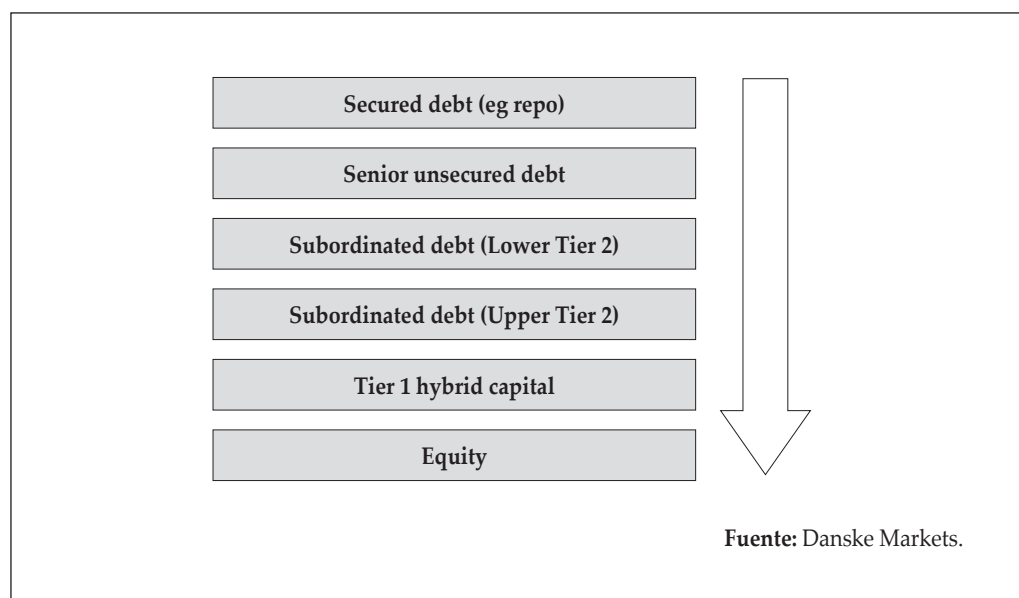 Secured debt (eg repo)
Senior unsecured debt
Subordinated debt (Lower Tier 2)
Subordinated debt (Upper Tier 2)
Tier 1 hybrid capital
Equity
Fuente: Danske Markets.